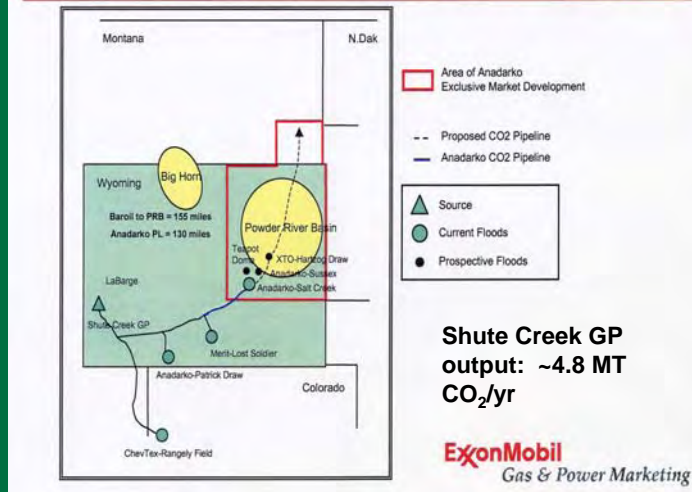 Montana
N.Dak
Wyoming
Big Horn
Baroil to PRB = 155 miles
Anadarko PL = 130 miles
Powder River Basin
Teapot
Dome
XTO-Hartzog Draw
Anadarko-Sussex
Anadarko-Salt Creek
LaBarge
Shute Creek GP
Merit-Lost Soldier
Anadarko-Patrick Draw
Colorado
ChevTex-Rangely Field
Area of Anadarko
Exclusive Market Development
Proposed CO2 Pipeline
Anadarko CO2 Pipeline
Source
Current Floods
Prospective Floods
Shute Creek GP
output: ~4.8 MT
CO₂/yr
ExxonMobil
Gas & Power Marketing